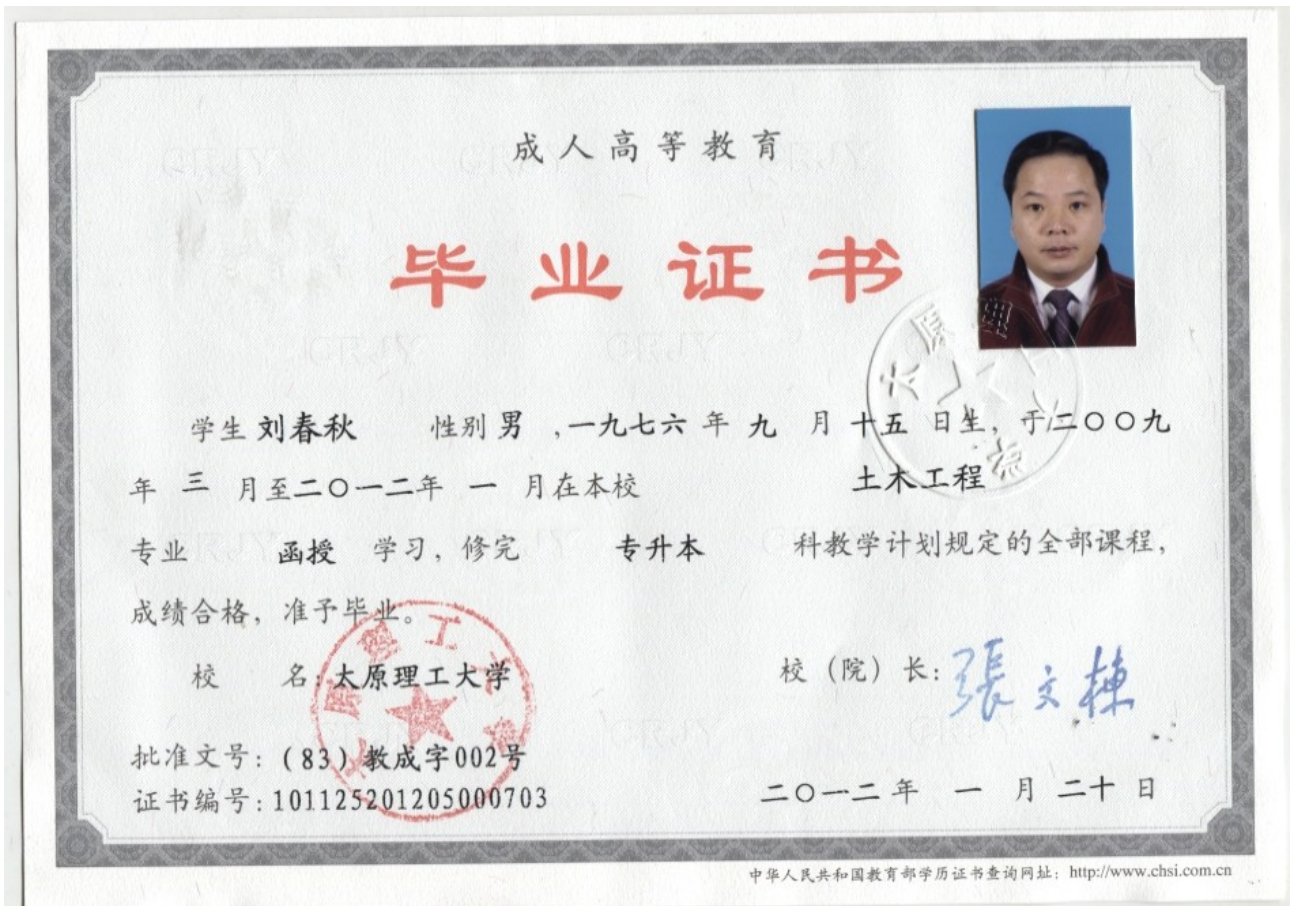 成人高等教育
毕业证书
学生 刘春秋 性别 男 ,一九七六 年 九 月 十五 日生, 于二〇〇九
年 三 月至二〇一二年 一 月在本校 土木工程
专业 函授 学习, 修完 专升本 科教学计划规定的全部课程,
成绩合格, 准予毕业。
校 名: 太原理工大学
校（院）长: 張文棟
批准文号: (83) 教成字002号
证书编号: 101125201205000703
二〇一二 年 一 月 二十 日
中华人民共和国教育部学历证书查询网址: http://www.chsi.com.cn
太原理工大学